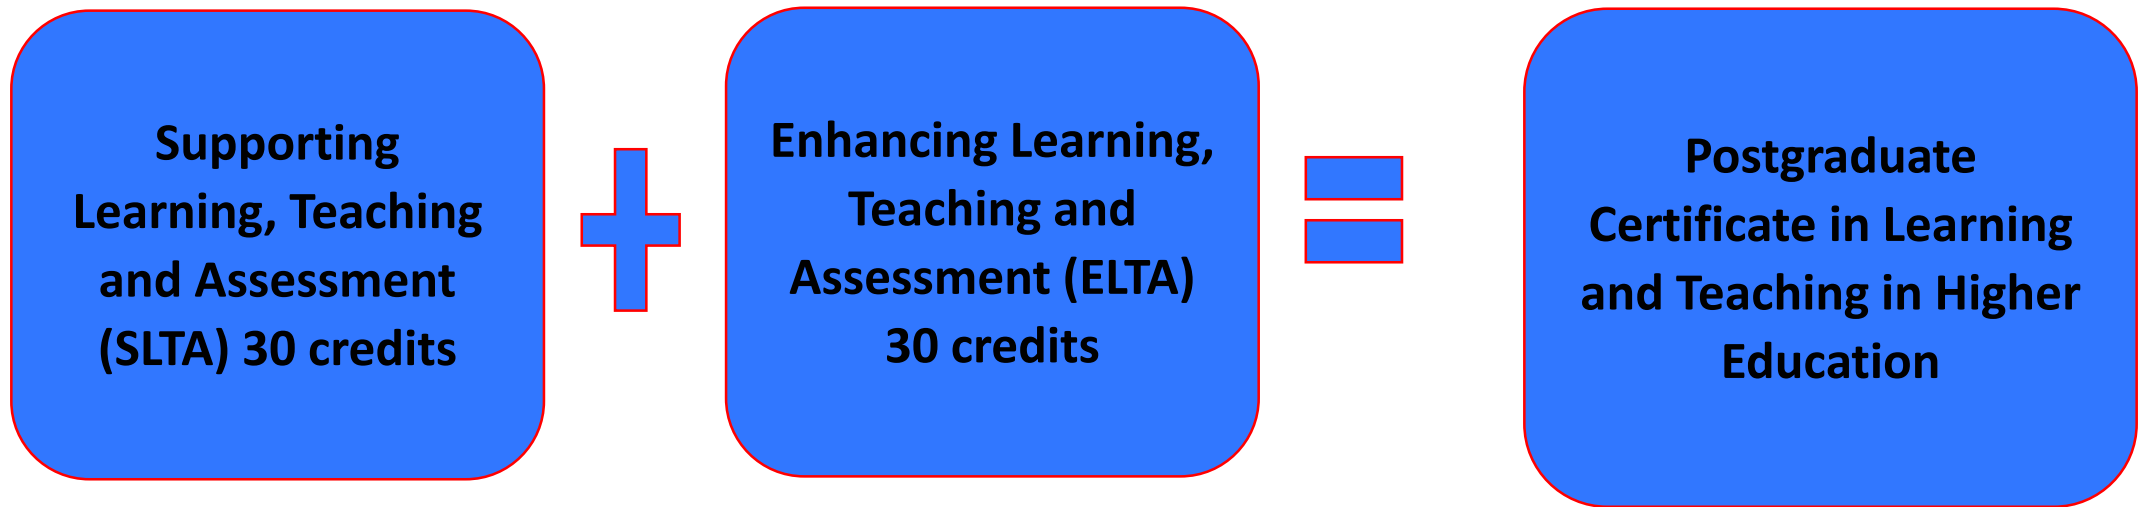 Supporting
Learning, Teaching
and Assessment
(SLTA) 30 credits
Enhancing Learning,
Teaching and
Assessment (ELTA)
30 credits
Postgraduate
Certificate in Learning
and Teaching in Higher
Education